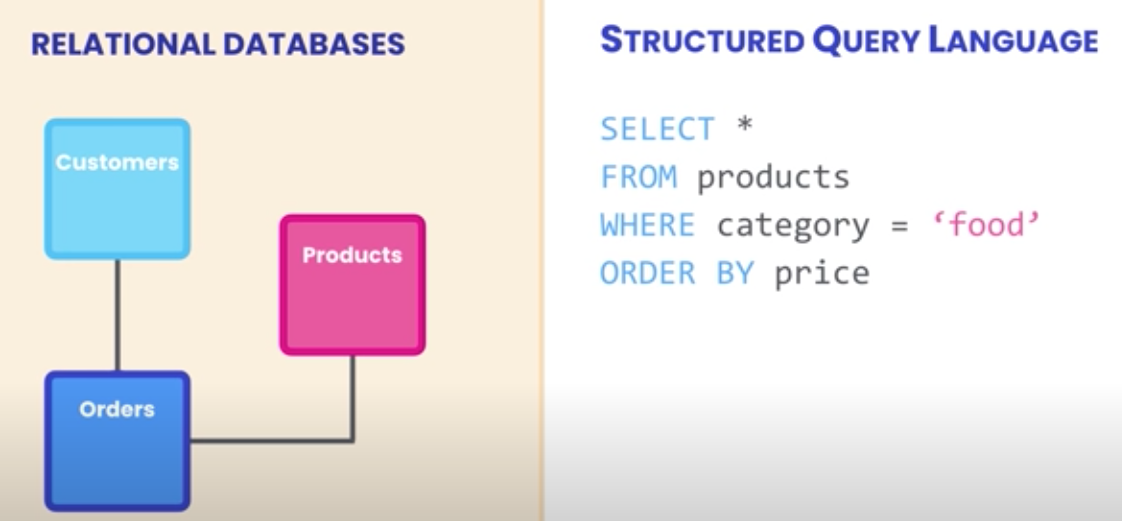 RELATIONAL DATABASES
Customers
Products
Orders
STRUCTURED QUERY LANGUAGE
SELECT *
FROM products
WHERE category = ‘food’
ORDER BY price